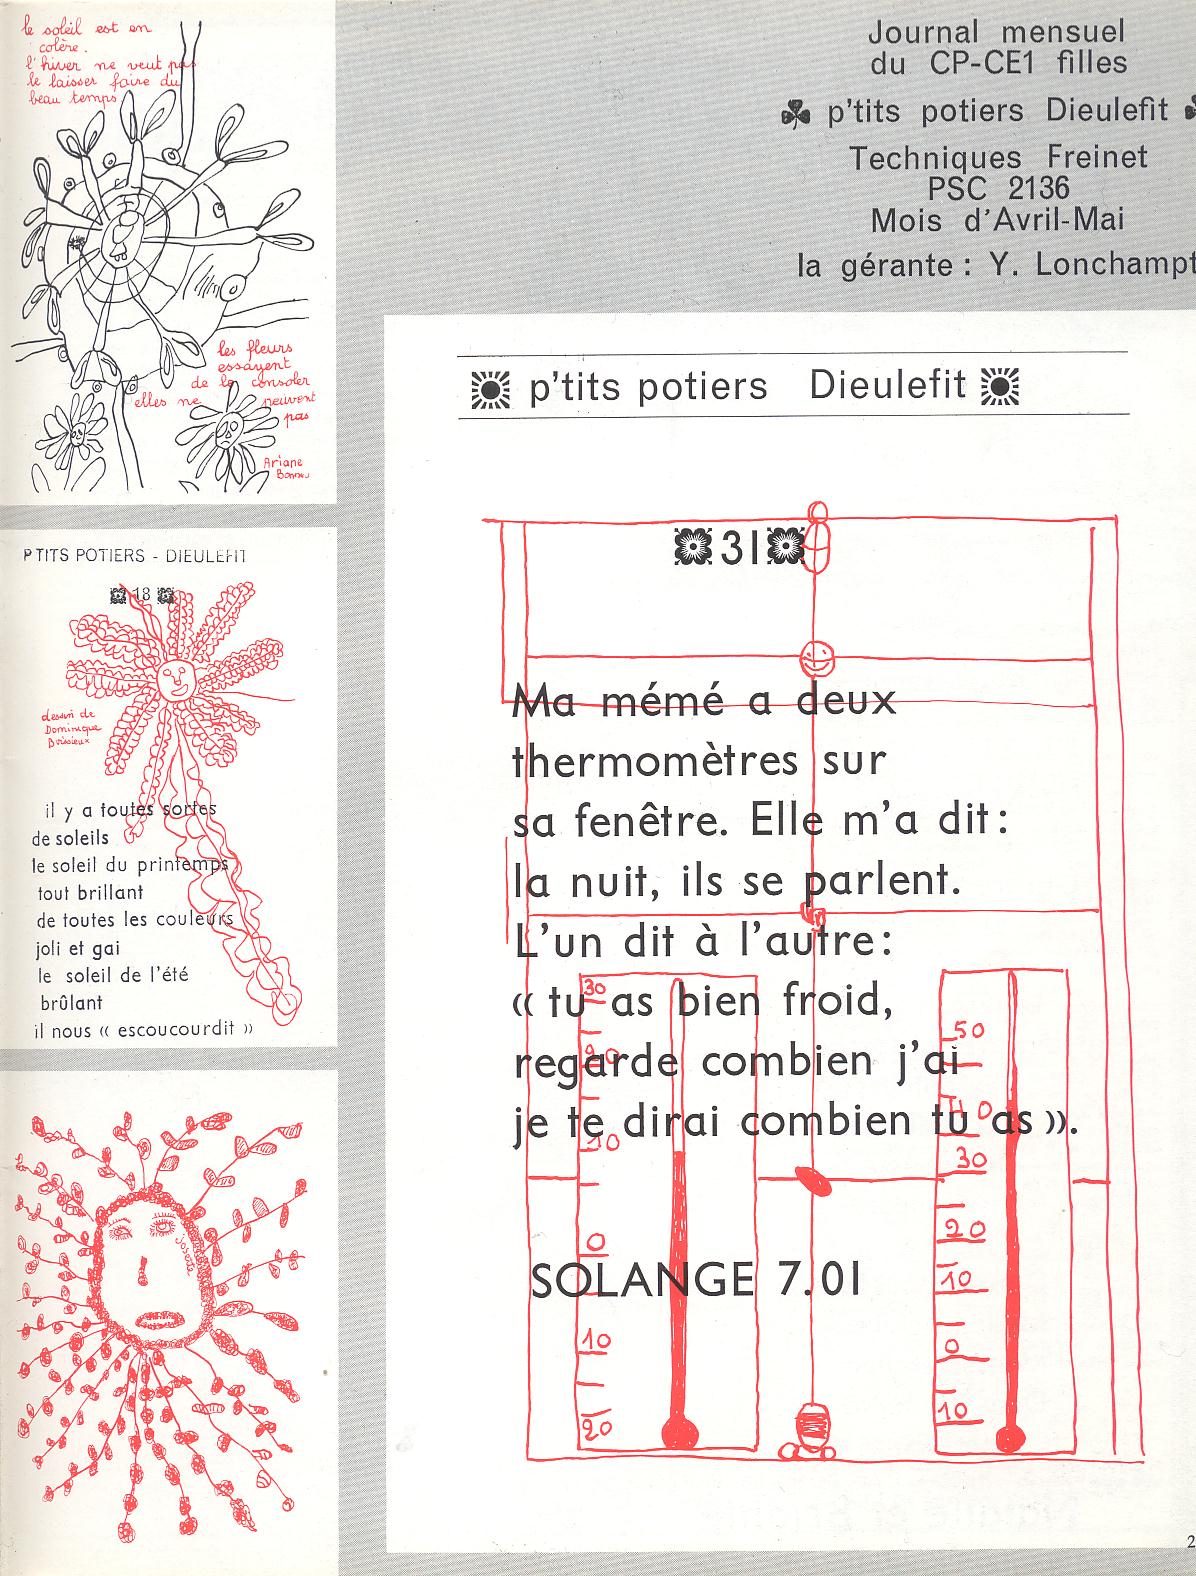 le soleil est en
colère.
l'hiver ne veut pas
le laisser faire du
beau temps
les fleurs
essayent
de le consoler
elles ne peuvent
pas
Ariane
P'TITS POTIERS - DIEULEFIT
18
dessin de
Dominique
il y a toutes sortes
de soleils
le soleil du printemps
tout brillant
de toutes les couleurs
joli et gai
le soleil de l'été
brûlant
il nous « escoucourdit »
Josette
Journal mensuel
du CP-CE1 filles
p'tits potiers Dieulefit
Techniques Freinet
PSC 2136
Mois d'Avril-Mai
la gérante : Y. Lonchampt
p'tits potiers Dieulefit
31
Ma mémé a deux
thermomètres sur
sa fenêtre. Elle m'a dit :
la nuit, ils se parlent.
L'un dit à l'autre :
« tu as bien froid,
regarde combien j'ai
je te dirai combien tu as ».
SOLANGE 7.01
30
20
10
0
10
20
50
40
30
20
10
0
10
2